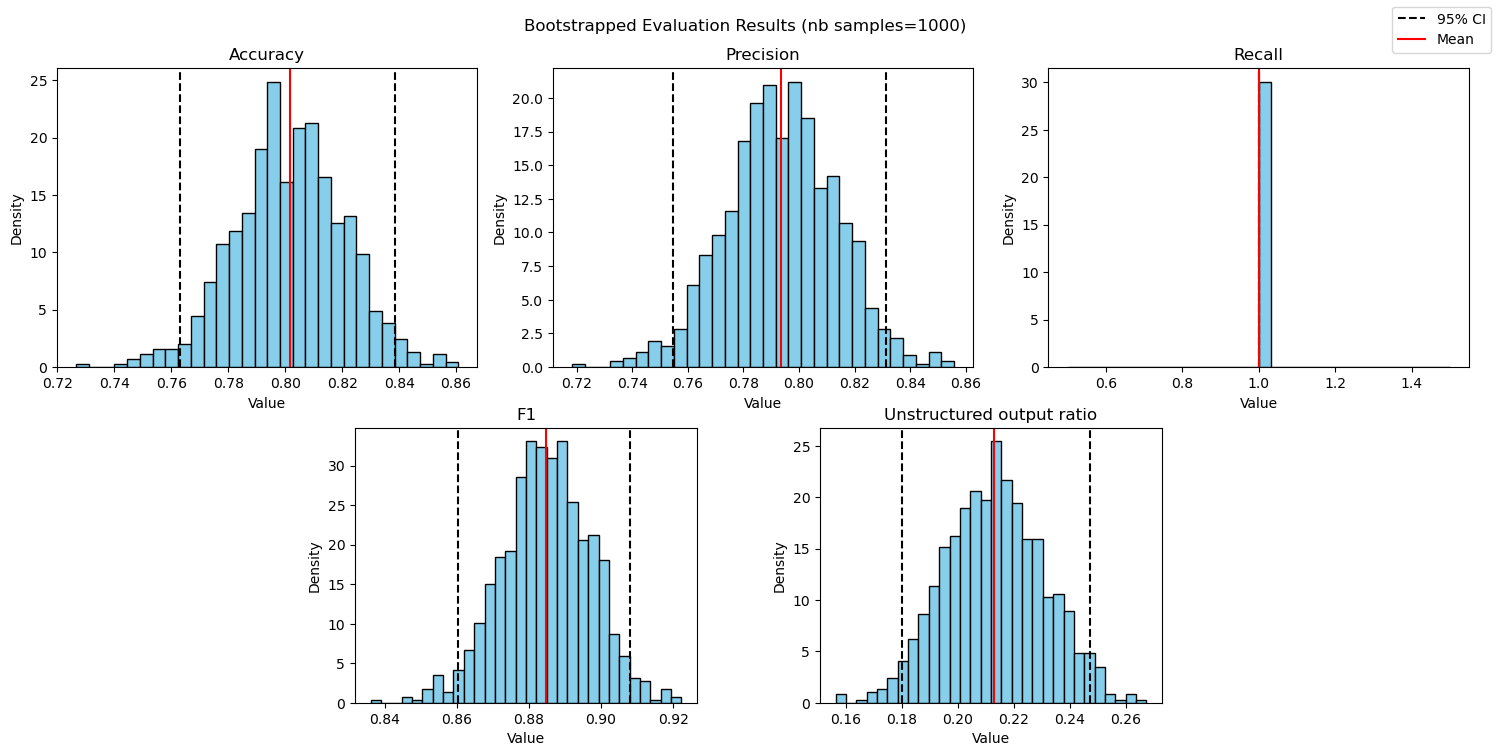 Bootstrapped Evaluation Results (nb samples=1000)
95% CI
Mean
Accuracy
Density
25
20
15
10
5
0
0.72 0.74 0.76 0.78 0.80 0.82 0.84 0.86
Value
Precision
Density
20.0
17.5
15.0
12.5
10.0
7.5
5.0
2.5
0.0
0.72 0.74 0.76 0.78 0.80 0.82 0.84 0.86
Value
Recall
Density
30
25
20
15
10
5
0
0.6 0.8 1.0 1.2 1.4
Value
F1
Density
30
25
20
15
10
5
0
0.84 0.86 0.88 0.90 0.92
Value
Unstructured output ratio
Density
25
20
15
10
5
0
0.16 0.18 0.20 0.22 0.24 0.26
Value